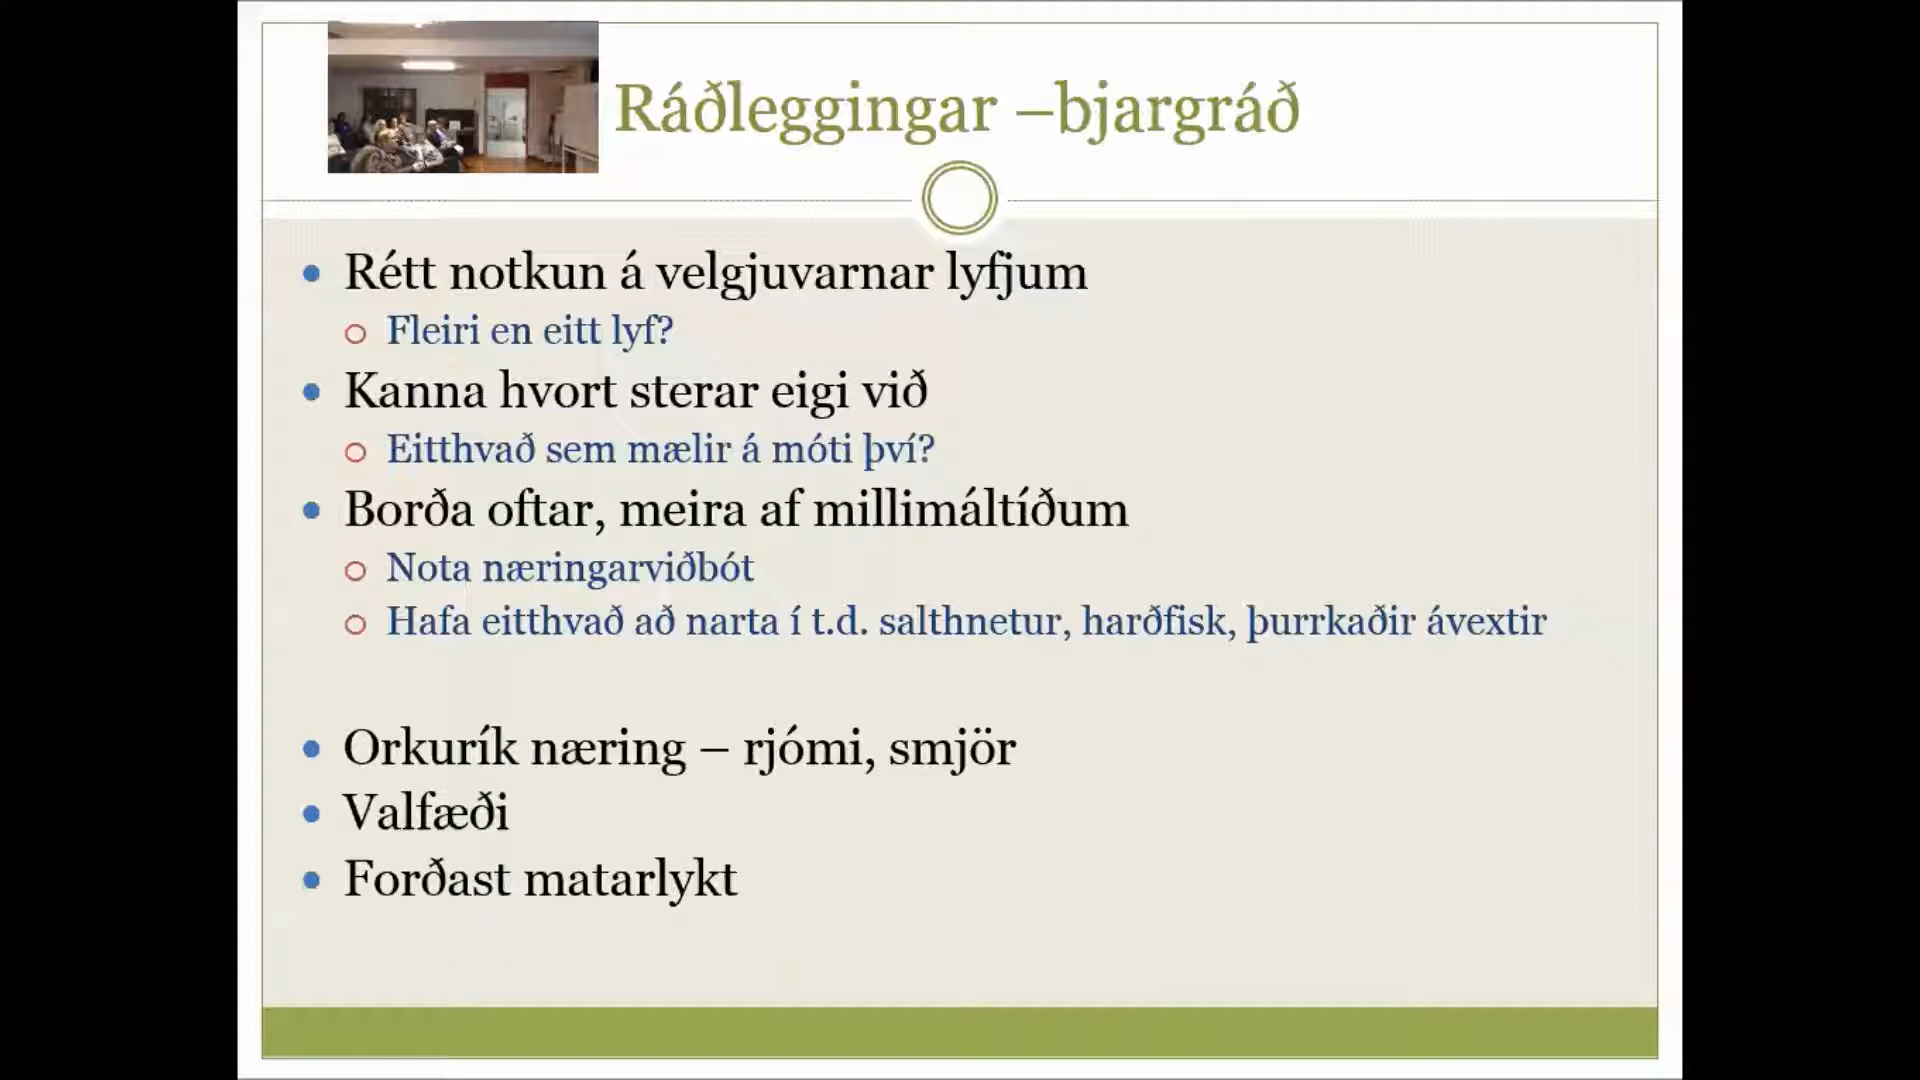 Ráðleggingar –bjargráð
Rétt notkun á velgjuvarnar lyfjum
Fleiri en eitt lyf?
Kanna hvort sterar eigi við
Eitthvað sem mælir á móti því?
Borða oftar, meira af millimáltíðum
Nota næringarviðbót
Hafa eitthvað að narta í t.d. salthnetur, harðfisk, þurrkaðir ávextir
Orkurík næring – rjómi, smjör
Valfæði
Forðast matarlykt